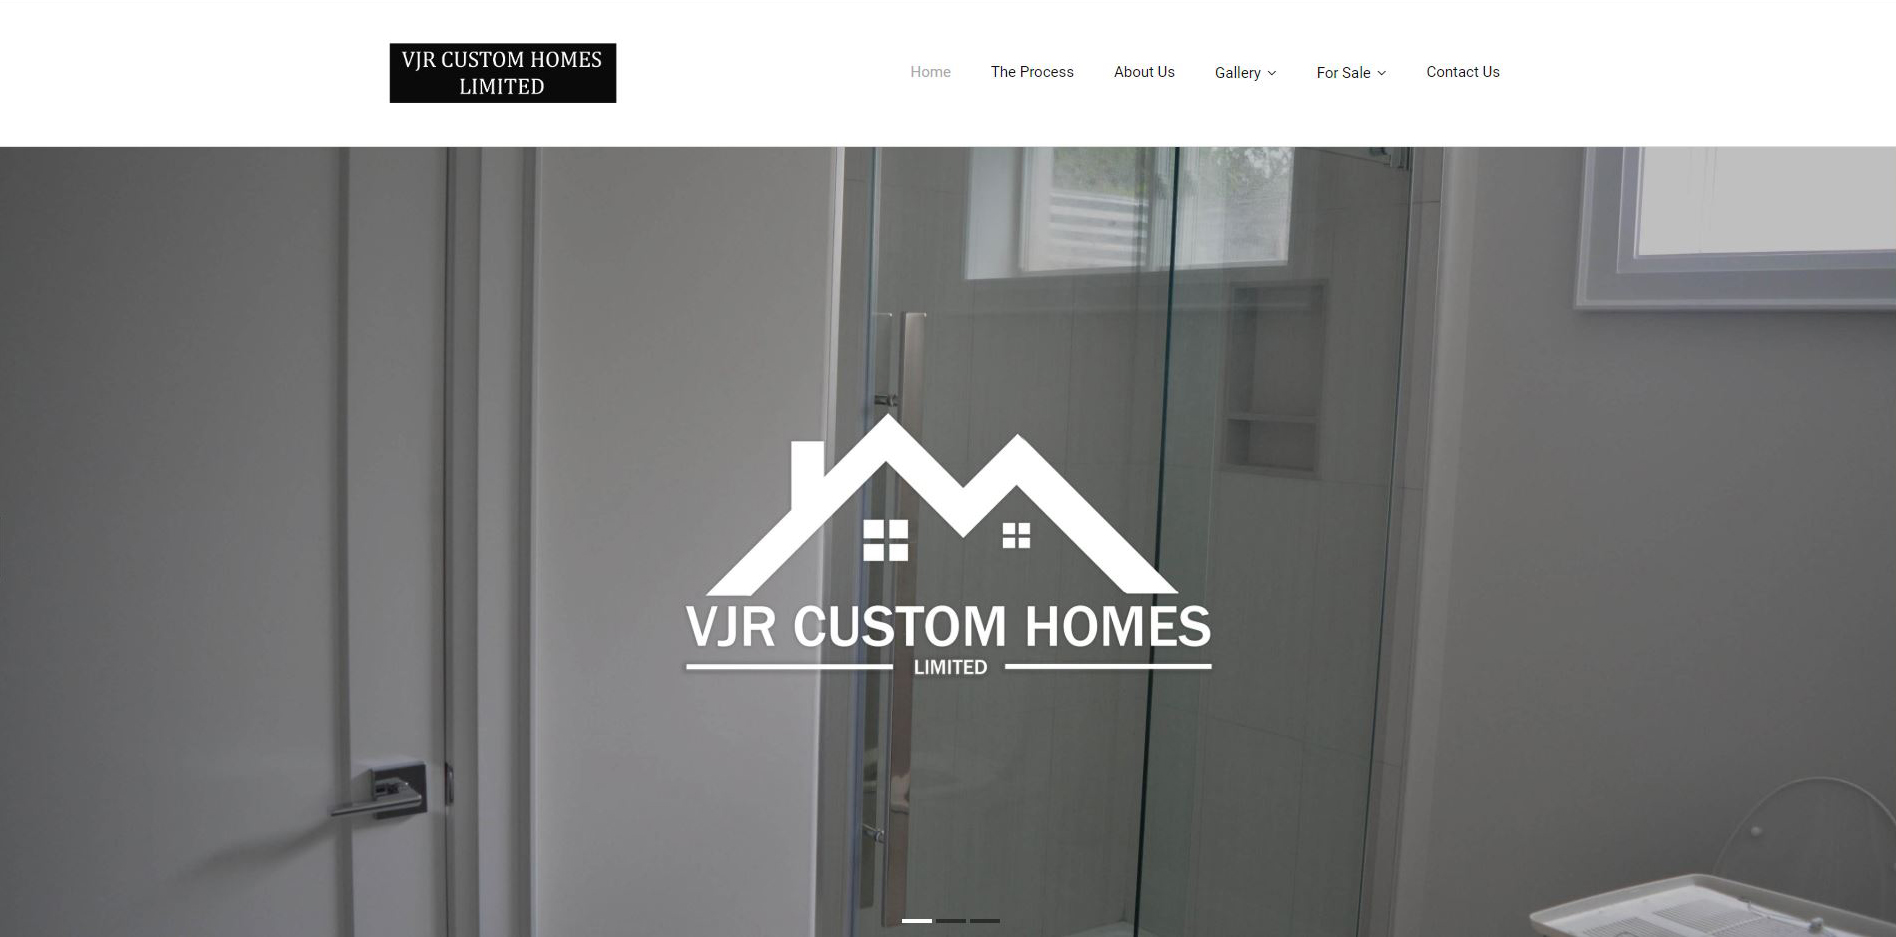 VJR CUSTOM HOMES
LIMITED
Home The Process About Us Gallery For Sale Contact Us
VJR CUSTOM HOMES
LIMITED